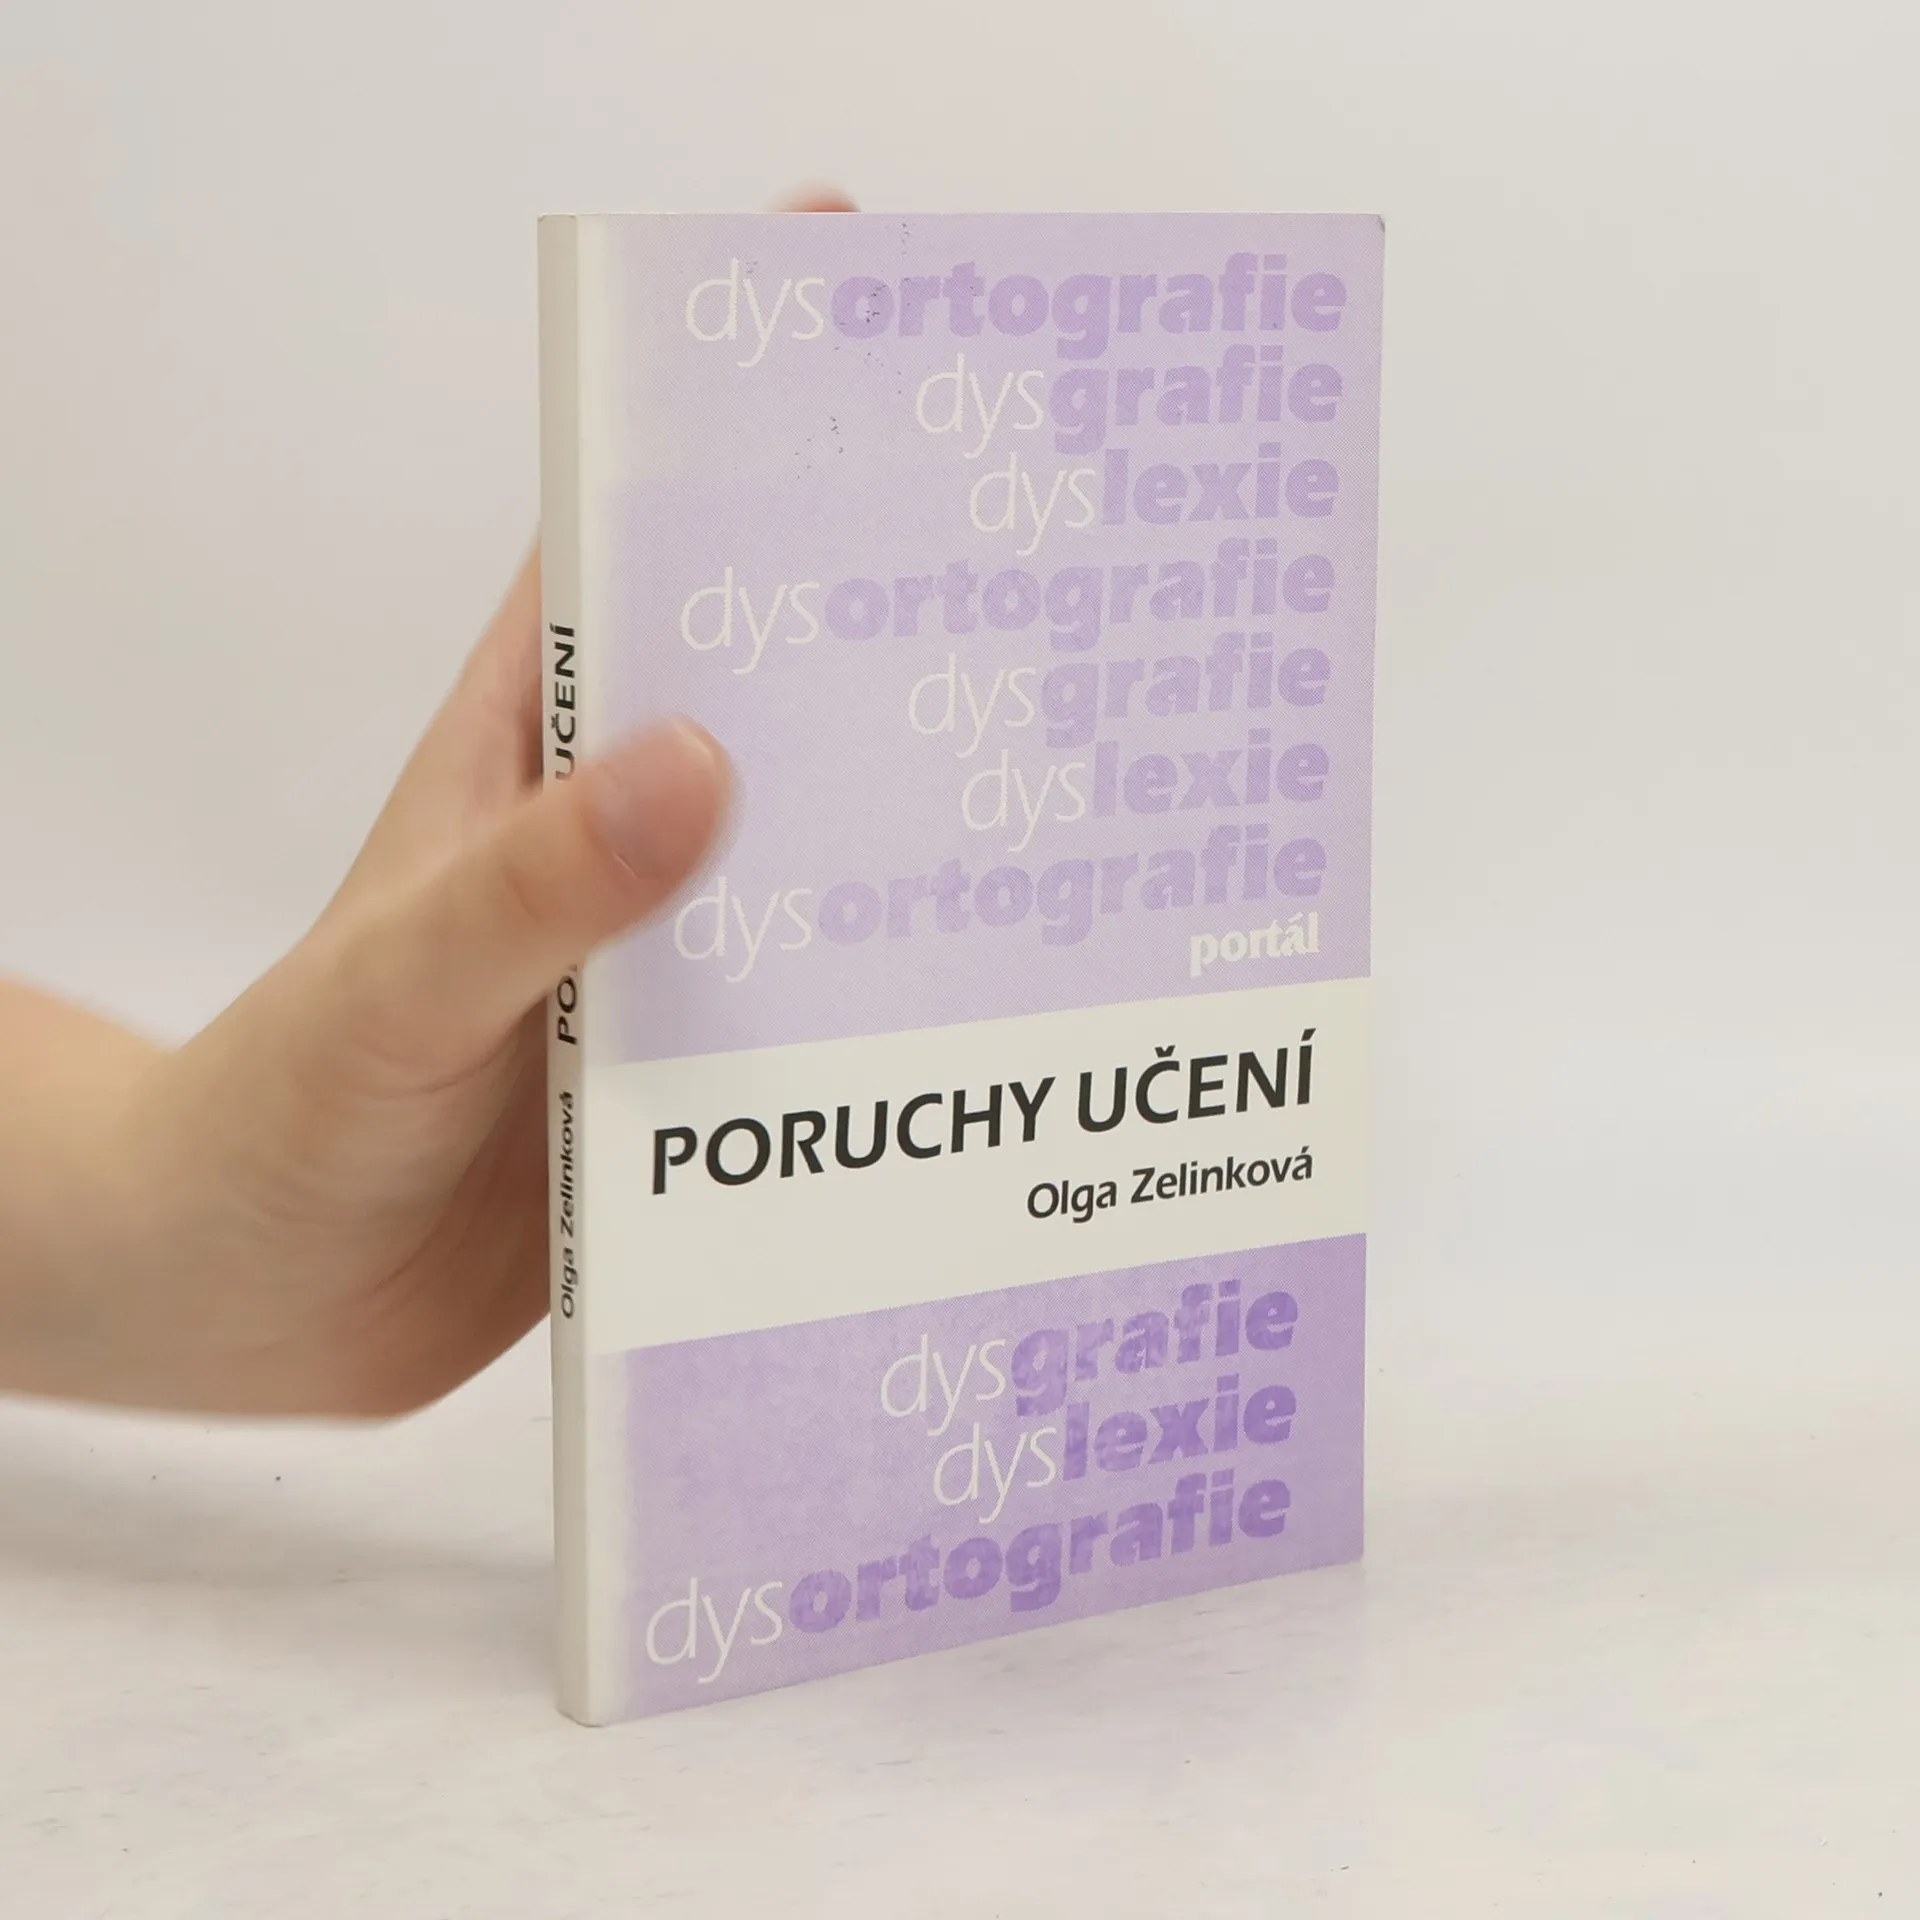 dysortografie
dysgrafie
dyslexie
dysortografie
dysgrafie
dyslexie
dysortografie
portál
PORUCHY UČENÍ
Olga Zelinková
dysgrafie
dyslexie
dysortografie
Olga Zelinková UČENÍ